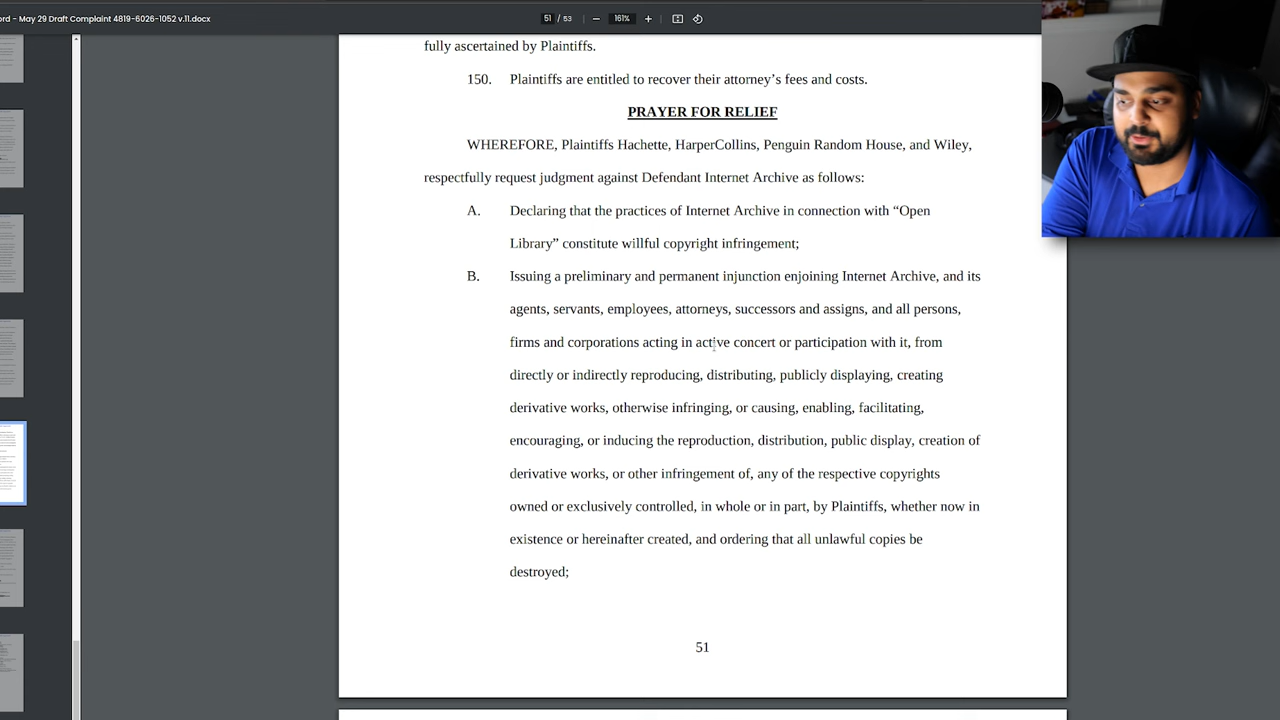 ord - May 29 Draft Complaint 4819-6026-1052 v.11.docx
51 / 53
161%
fully ascertained by Plaintiffs.
150. Plaintiffs are entitled to recover their attorney’s fees and costs.
PRAYER FOR RELIEF
WHEREFORE, Plaintiffs Hachette, HarperCollins, Penguin Random House, and Wiley,
respectfully request judgment against Defendant Internet Archive as follows:
A. Declaring that the practices of Internet Archive in connection with “Open
Library” constitute willful copyright infringement;
B. Issuing a preliminary and permanent injunction enjoining Internet Archive, and its
agents, servants, employees, attorneys, successors and assigns, and all persons,
firms and corporations acting in active concert or participation with it, from
directly or indirectly reproducing, distributing, publicly displaying, creating
derivative works, otherwise infringing, or causing, enabling, facilitating,
encouraging, or inducing the reproduction, distribution, public display, creation of
derivative works, or other infringement of, any of the respective copyrights
owned or exclusively controlled, in whole or in part, by Plaintiffs, whether now in
existence or hereinafter created, and ordering that all unlawful copies be
destroyed;
51